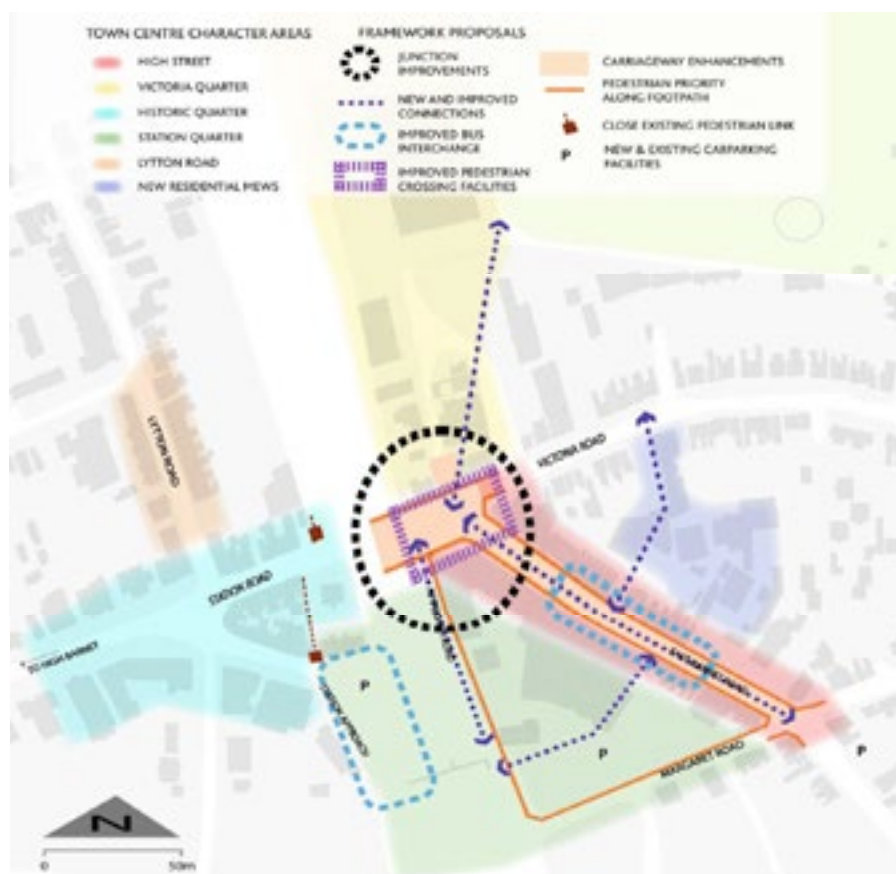 TOWN CENTRE CHARACTER AREAS
HIGH STREET
VICTORIA QUARTER
HISTORIC QUARTER
STATION QUARTER
LYTTON ROAD
NEW RESIDENTIAL MEWS
FRAMEWORK PROPOSALS
JUNCTION
IMPROVEMENTS
NEW AND IMPROVED
CONNECTIONS
IMPROVED BUS
INTERCHANGE
IMPROVED PEDESTRIAN
CROSSING FACILITIES
CARRIAGEWAY ENHANCEMENTS
PEDESTRIAN PRIORITY
ALONG FOOTPATH
CLOSE EXISTING PEDESTRIAN LINK
P
NEW & EXISTING CARPARKING
FACILITIES
LYTTON ROAD
VICTORIA ROAD
STATION ROAD
TO HIGH BARNET
P
STATION APPROACH
P
MARGARET ROAD
P
N
0
50m